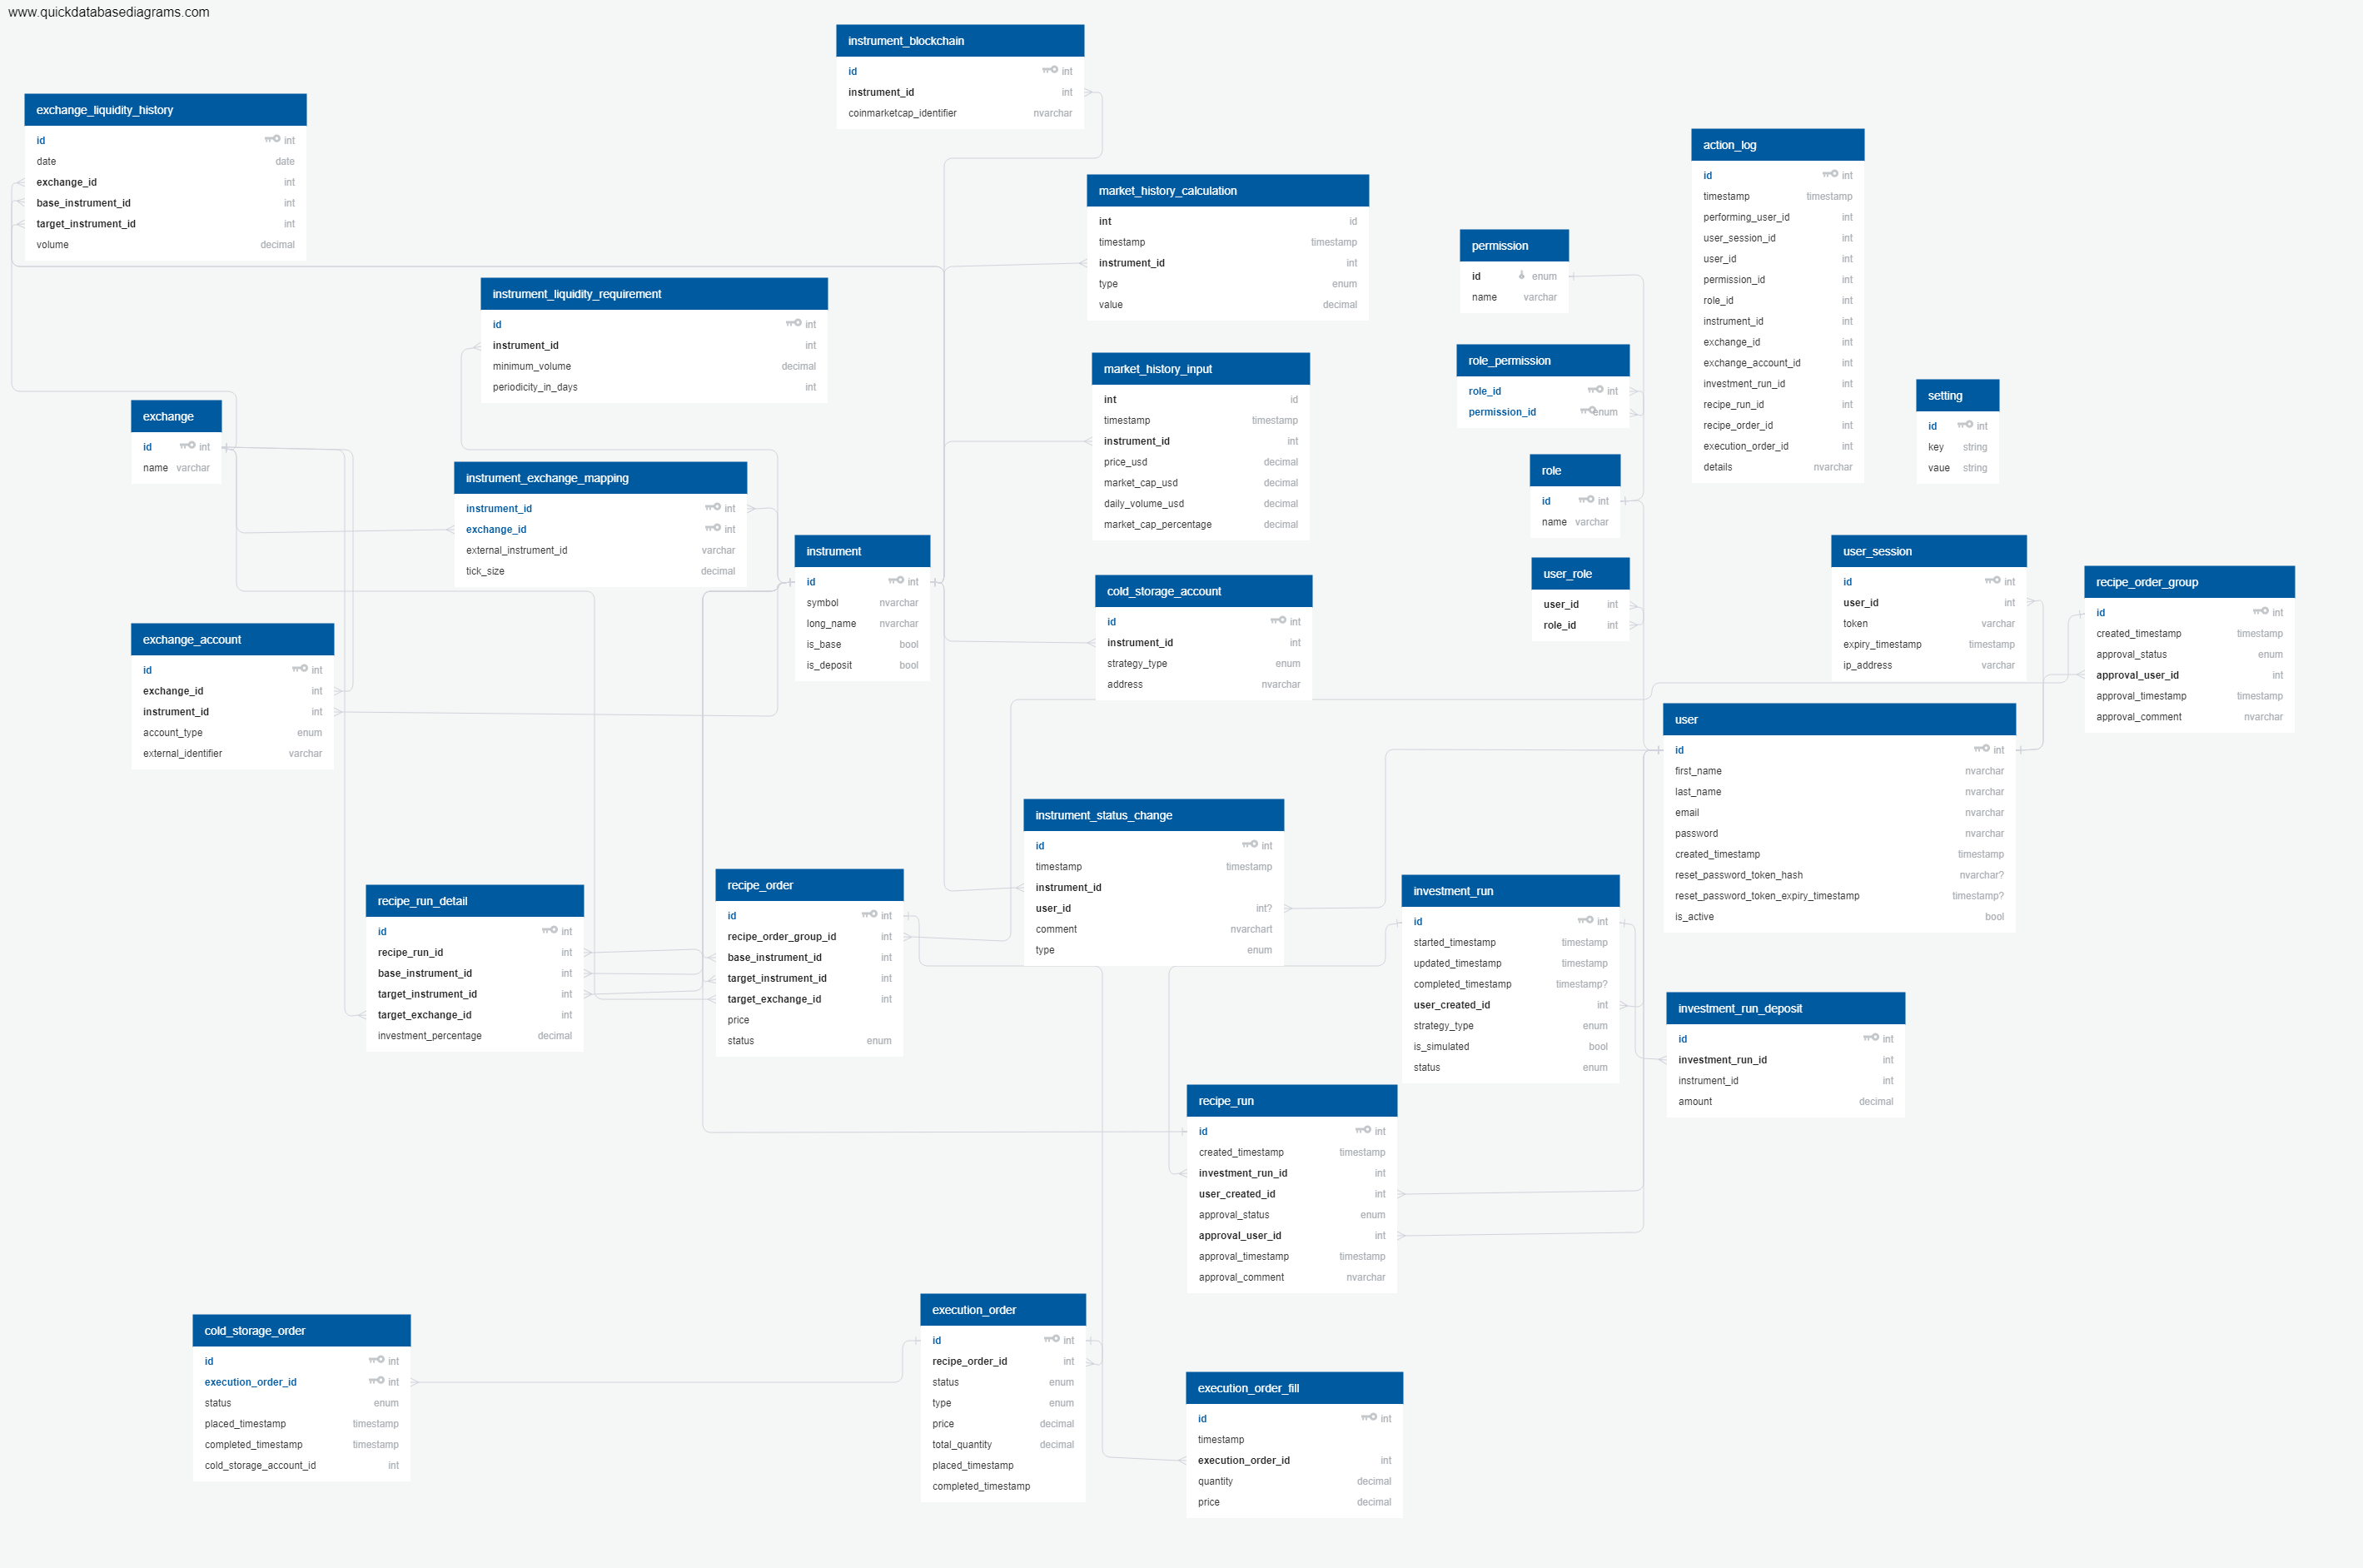 www.quickdatabasediagrams.com
instrument_blockchain
id int
instrument_id int
coinmarketcap_identifier nvarchar
exchange_liquidity_history
id int
date date
exchange_id int
base_instrument_id int
target_instrument_id int
volume decimal
action_log
id int
timestamp timestamp
performing_user_id int
user_session_id int
user_id int
permission_id int
role_id int
instrument_id int
exchange_id int
exchange_account_id int
investment_run_id int
recipe_run_id int
recipe_order_id int
execution_order_id int
details nvarchar
market_history_calculation
int id
timestamp timestamp
instrument_id int
type enum
value decimal
permission
id enum
name varchar
instrument_liquidity_requirement
id int
instrument_id int
minimum_volume decimal
periodicity_in_days int
role_permission
role_id int
permission_id enum
market_history_input
int id
timestamp timestamp
instrument_id int
price_usd decimal
market_cap_usd decimal
daily_volume_usd decimal
market_cap_percentage decimal
setting
id int
key string
vaue string
exchange
id int
name varchar
role
id int
name varchar
instrument_exchange_mapping
instrument_id int
exchange_id int
external_instrument_id varchar
tick_size decimal
instrument
id int
symbol nvarchar
long_name nvarchar
is_base bool
is_deposit bool
user_session
id int
user_id int
token varchar
expiry_timestamp timestamp
ip_address varchar
user_role
user_id int
role_id int
recipe_order_group
id int
created_timestamp timestamp
approval_status enum
approval_user_id int
approval_timestamp timestamp
approval_comment nvarchar
cold_storage_account
id int
instrument_id int
strategy_type enum
address nvarchar
exchange_account
id int
exchange_id int
instrument_id int
account_type enum
external_identifier varchar
user
id int
first_name nvarchar
last_name nvarchar
email nvarchar
password nvarchar
created_timestamp timestamp
reset_password_token_hash nvarchar?
reset_password_token_expiry_timestamp timestamp?
is_active bool
instrument_status_change
id int
timestamp timestamp
instrument_id
user_id int?
comment nvarchart
type enum
recipe_order
id int
recipe_order_group_id int
base_instrument_id int
target_instrument_id int
target_exchange_id int
price
status enum
investment_run
id int
started_timestamp timestamp
updated_timestamp timestamp
completed_timestamp timestamp?
user_created_id int
strategy_type enum
is_simulated bool
status enum
recipe_run_detail
id int
recipe_run_id int
base_instrument_id int
target_instrument_id int
target_exchange_id int
investment_percentage decimal
investment_run_deposit
id int
investment_run_id int
instrument_id int
amount decimal
recipe_run
id int
created_timestamp timestamp
investment_run_id int
user_created_id int
approval_status enum
approval_user_id int
approval_timestamp timestamp
approval_comment nvarchar
execution_order
id int
recipe_order_id int
status enum
type enum
price decimal
total_quantity decimal
placed_timestamp
completed_timestamp
cold_storage_order
id int
execution_order_id int
status enum
placed_timestamp timestamp
completed_timestamp timestamp
cold_storage_account_id int
execution_order_fill
id int
timestamp
execution_order_id int
quantity decimal
price decimal